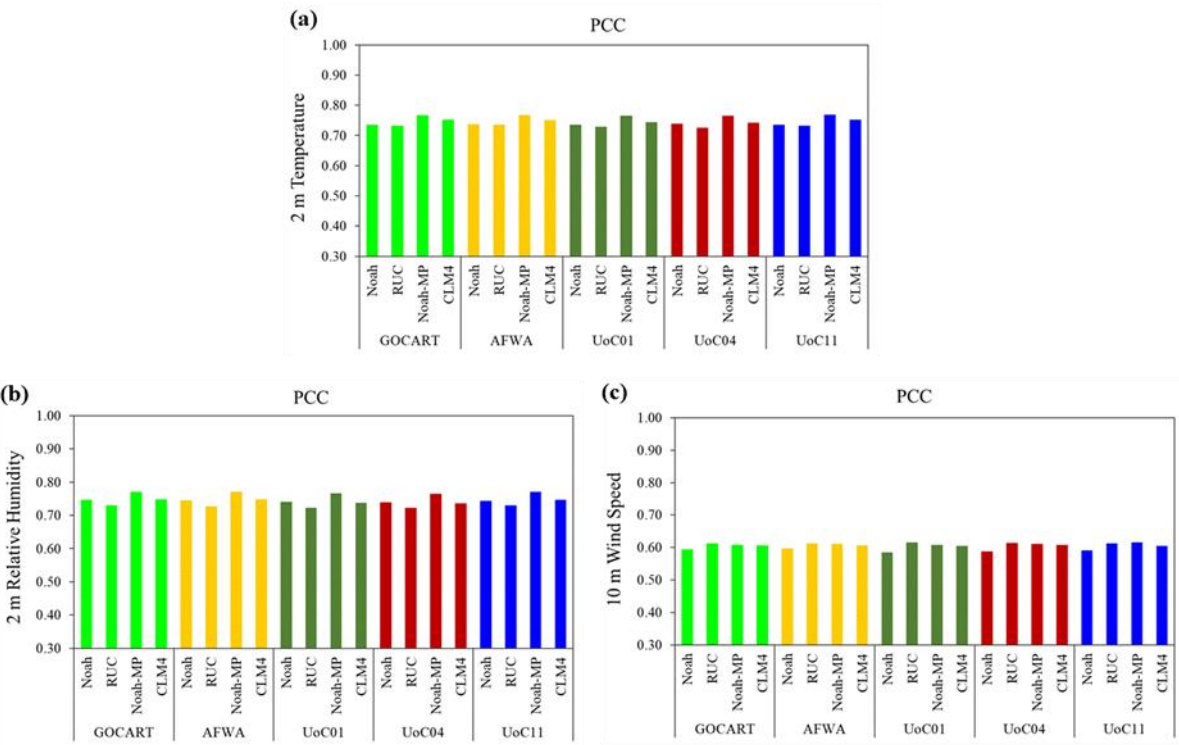 (a)
PCC
2 m Temperature
1.00
0.90
0.80
0.70
0.60
0.50
0.40
0.30
Noah RUC Noah-MP CLM4 Noah RUC Noah-MP CLM4 Noah RUC Noah-MP CLM4 Noah RUC Noah-MP CLM4 Noah RUC Noah-MP CLM4
GOCART AFWA UoC01 UoC04 UoC11
(b)
PCC
2 m Relative Humidity
1.00
0.90
0.80
0.70
0.60
0.50
0.40
0.30
Noah RUC Noah-MP CLM4 Noah RUC Noah-MP CLM4 Noah RUC Noah-MP CLM4 Noah RUC Noah-MP CLM4 Noah RUC Noah-MP CLM4
GOCART AFWA UoC01 UoC04 UoC11
(c)
PCC
10 m Wind Speed
1.00
0.90
0.80
0.70
0.60
0.50
0.40
0.30
Noah RUC Noah-MP CLM4 Noah RUC Noah-MP CLM4 Noah RUC Noah-MP CLM4 Noah RUC Noah-MP CLM4 Noah RUC Noah-MP CLM4
GOCART AFWA UoC01 UoC04 UoC11